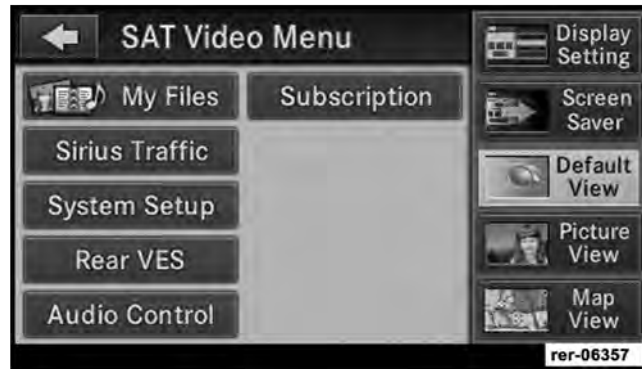 SAT Video Menu
My Files
Subscription
Sirius Traffic
System Setup
Rear VES
Audio Control
Display
Setting
Screen
Saver
Default
View
Picture
View
Map
View
rer-06357